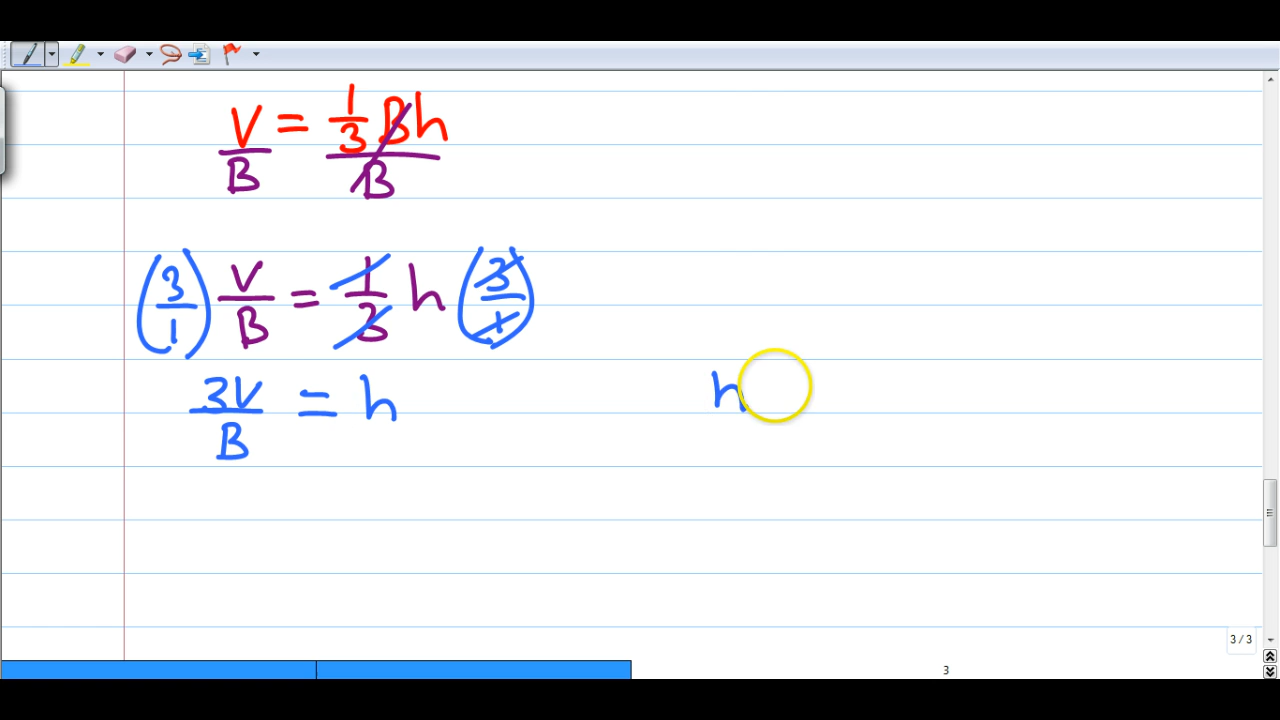 V = 1/3 Bh
B B
(3/1) V/B = 1/3 h (3/1)
3V/B = h h
3 / 3
3